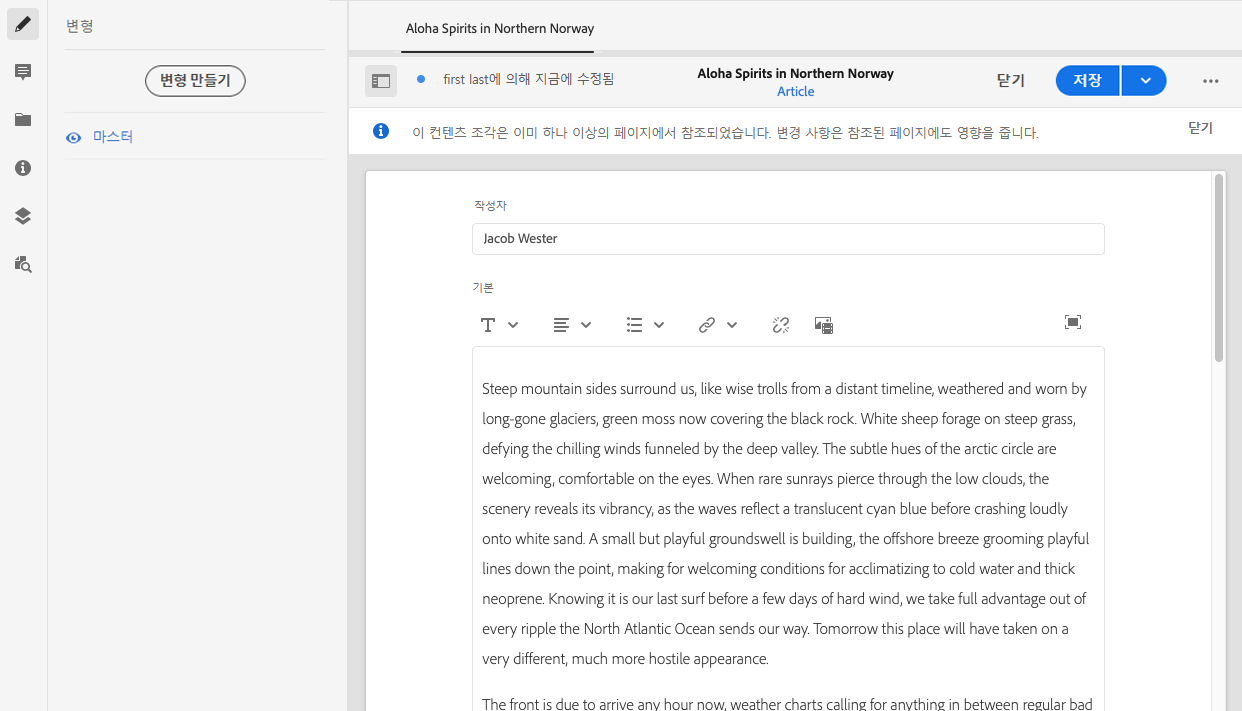 변형
변형 만들기
마스터
Aloha Spirits in Northern Norway
first last에 의해 지금에 수정됨
Aloha Spirits in Northern Norway
Article
닫기
저장
이 컨텐츠 조각은 이미 하나 이상의 페이지에서 참조되었습니다. 변경 사항은 참조된 페이지에도 영향을 줍니다.
닫기
작성자
Jacob Wester
기본
Steep mountain sides surround us, like wise trolls from a distant timeline, weathered and worn by
long-gone glaciers, green moss now covering the black rock. White sheep forage on steep grass,
defying the chilling winds funneled by the deep valley. The subtle hues of the arctic circle are
welcoming, comfortable on the eyes. When rare sunrays pierce through the low clouds, the
scenery reveals its vibrancy, as the waves reflect a translucent cyan blue before crashing loudly
onto white sand. A small but playful groundswell is building, the offshore breeze grooming playful
lines down the point, making for welcoming conditions for acclimatizing to cold water and thick
neoprene. Knowing it is our last surf before a few days of hard wind, we take full advantage out of
every ripple the North Atlantic Ocean sends our way. Tomorrow this place will have taken on a
very different, much more hostile appearance.
The front is due to arrive any hour now, weather charts calling for anything in between regular bad